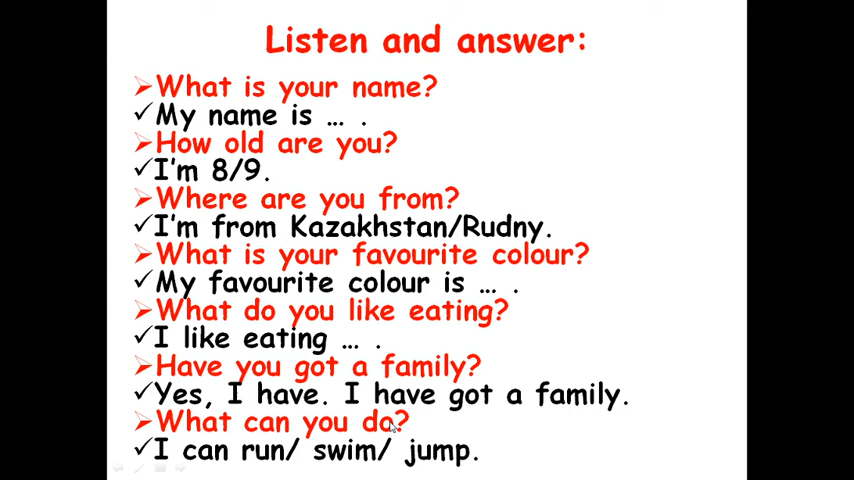 Listen and answer:
What is your name?
My name is … .
How old are you?
I'm 8/9.
Where are you from?
I'm from Kazakhstan/Rudny.
What is your favourite colour?
My favourite colour is … .
What do you like eating?
I like eating … .
Have you got a family?
Yes, I have. I have got a family.
What can you do?
I can run/ swim/ jump.